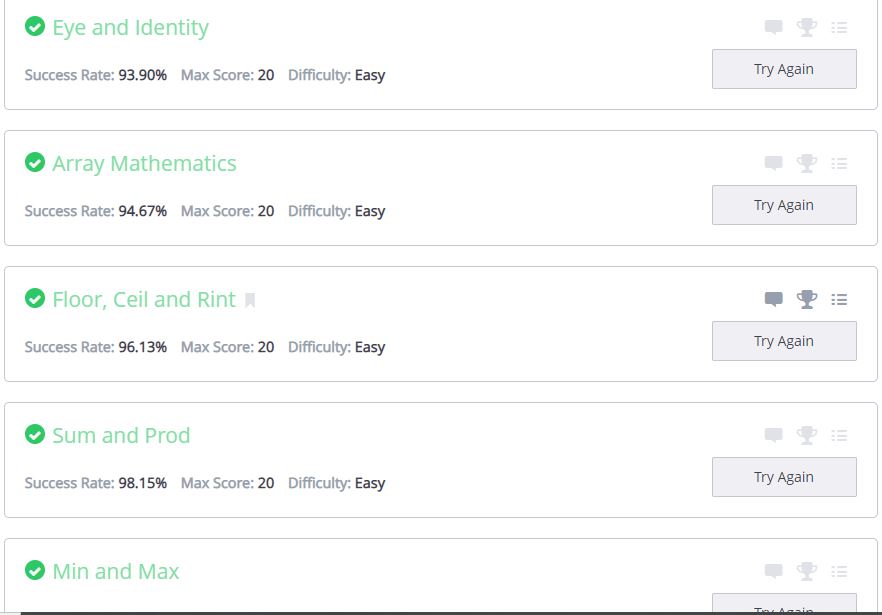 Eye and Identity
Success Rate: 93.90% Max Score: 20 Difficulty: Easy
Try Again
Array Mathematics
Success Rate: 94.67% Max Score: 20 Difficulty: Easy
Try Again
Floor, Ceil and Rint
Success Rate: 96.13% Max Score: 20 Difficulty: Easy
Try Again
Sum and Prod
Success Rate: 98.15% Max Score: 20 Difficulty: Easy
Try Again
Min and Max
Try Again